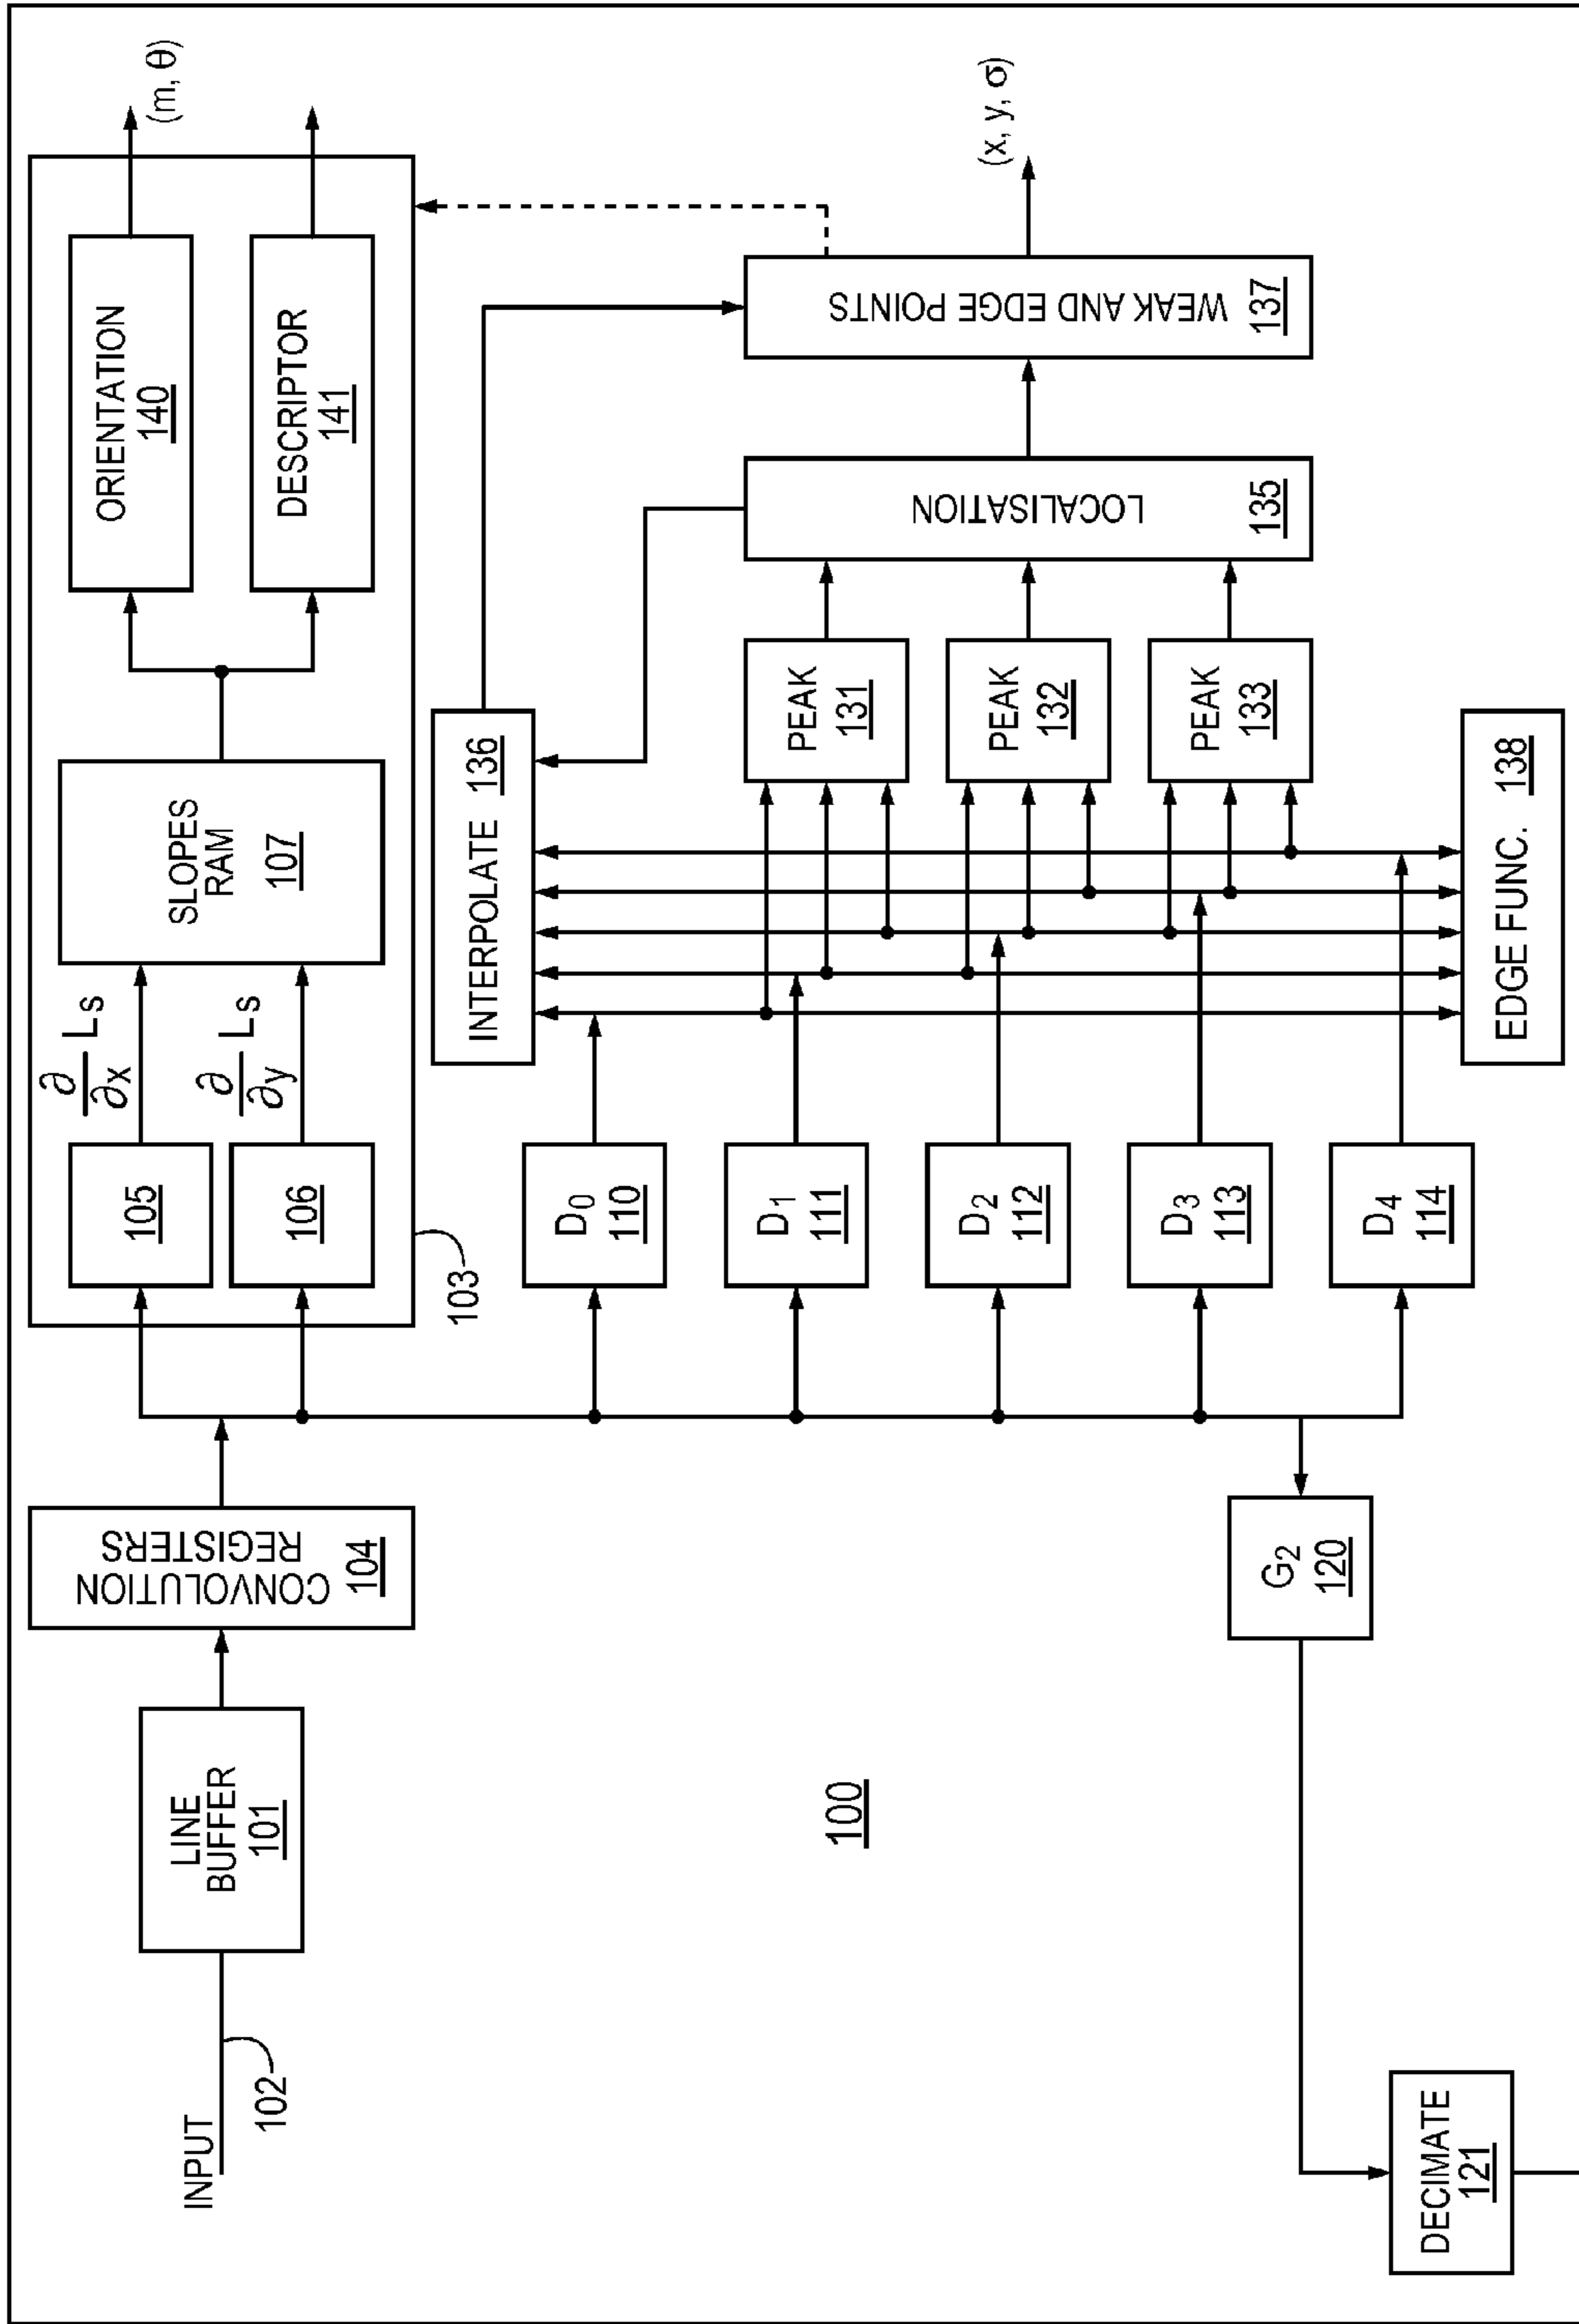 INPUT
102
LINE
BUFFER
101
CONVOLUTION
REGISTERS
104
105
106
∂/∂x Ls
∂/∂y Ls
SLOPES
RAM
107
ORIENTATION
140
DESCRIPTOR
141
(m, θ)
103
D0
110
D1
111
D2
112
D3
113
D4
114
INTERPOLATE 136
PEAK
131
PEAK
132
PEAK
133
LOCALISATION
135
WEAK AND EDGE POINTS
137
(x, y, σ)
EDGE FUNC. 138
G2
120
DECIMATE
121
100